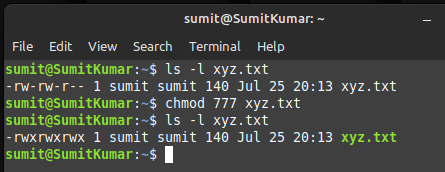 sumit@SumitKumar: ~
File Edit View Search Terminal Help
sumit@SumitKumar:~$ ls -l xyz.txt
-rw-rw-r-- 1 sumit sumit 140 Jul 25 20:13 xyz.txt
sumit@SumitKumar:~$ chmod 777 xyz.txt
sumit@SumitKumar:~$ ls -l xyz.txt
-rwxrwxrwx 1 sumit sumit 140 Jul 25 20:13 xyz.txt
sumit@SumitKumar:~$